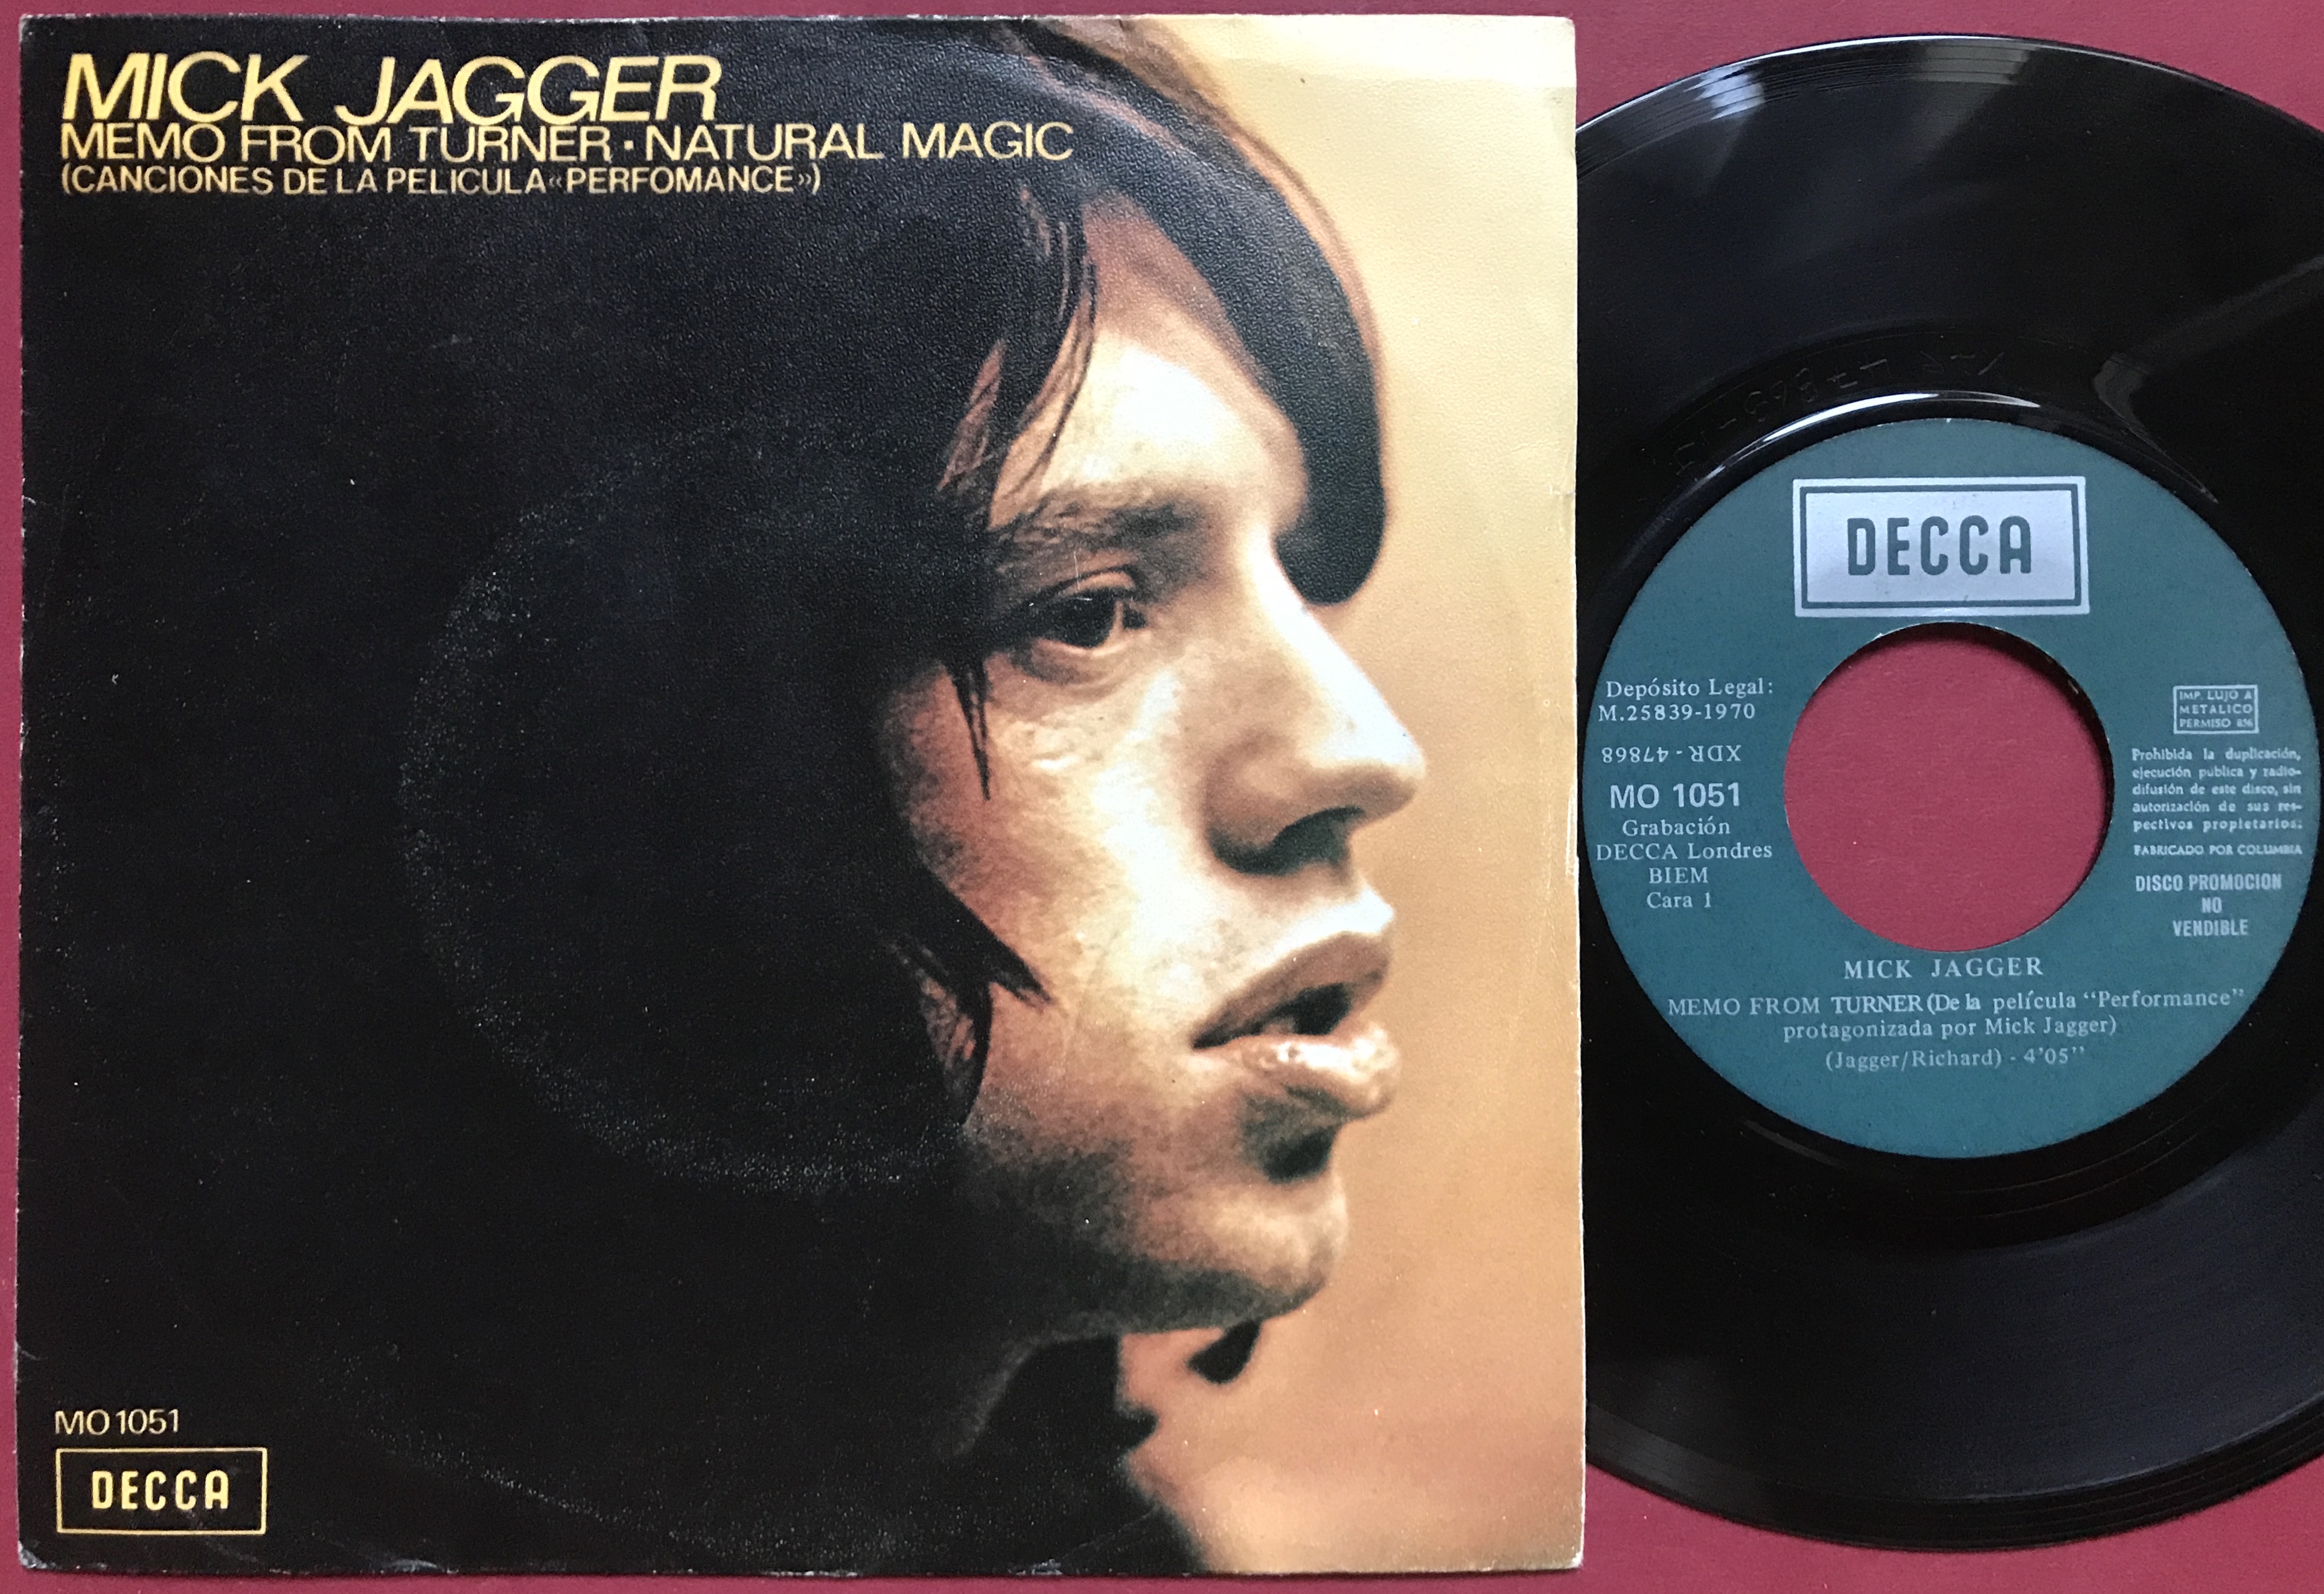 MICK JAGGER
MEMO FROM TURNER · NATURAL MAGIC
(CANCIONES DE LA PELICULA «PERFOMANCE»)
MO 1051
DECCA
DECCA
Depósito Legal:
M.25839-1970
XDR - 47868
MO 1051
Grabación
DECCA Londres
BIEM
Cara 1
IMP. LUJO A
METALICO
PERMISO 836
Prohibida la duplicación,
ejecución pública y radio-
difusión de este disco, sin
autorización de sus res-
pectivos propietarios.
FABRICADO POR COLUMBIA
DISCO PROMOCION
NO
VENDIBLE
MICK JAGGER
MEMO FROM TURNER (De la película "Performance"
protagonizada por Mick Jagger)
(Jagger/Richard) - 4'05''